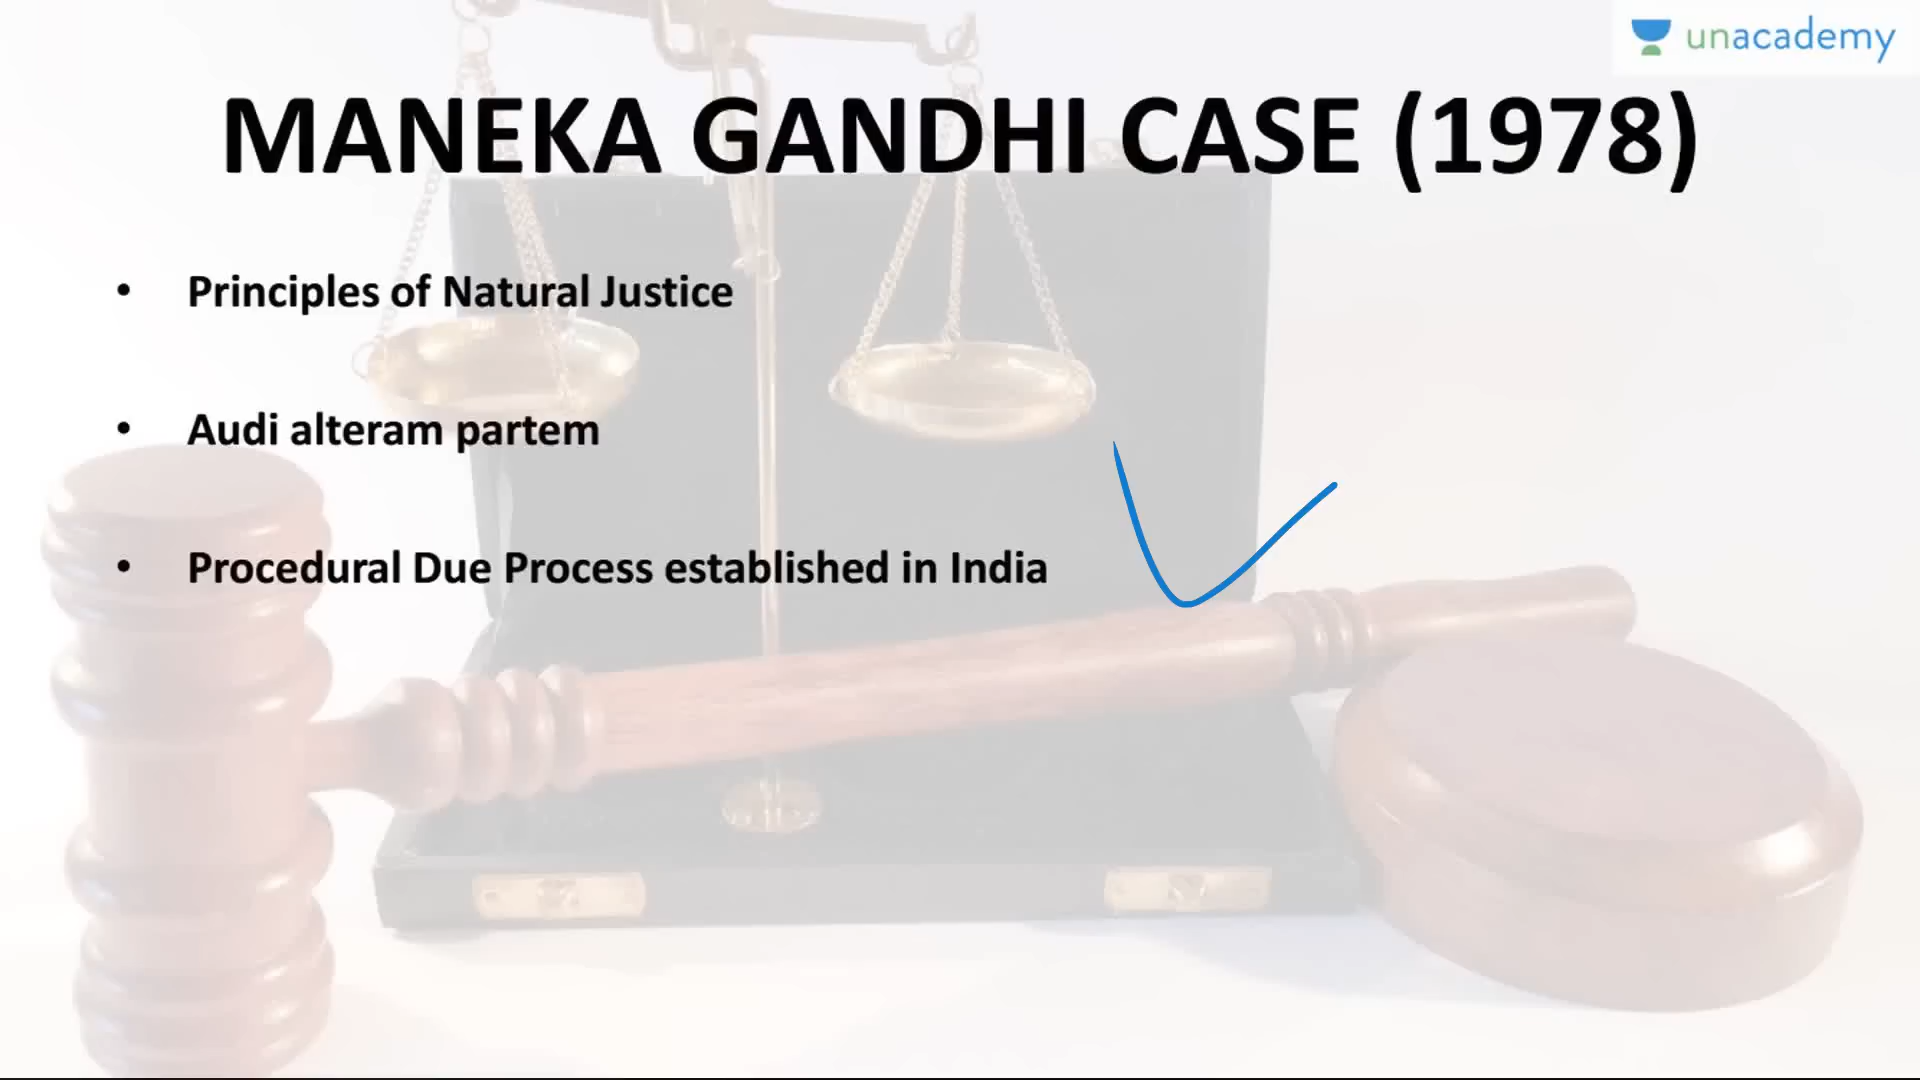 unacademy
MANEKA GANDHI CASE (1978)
• Principles of Natural Justice
• Audi alteram partem
• Procedural Due Process established in India